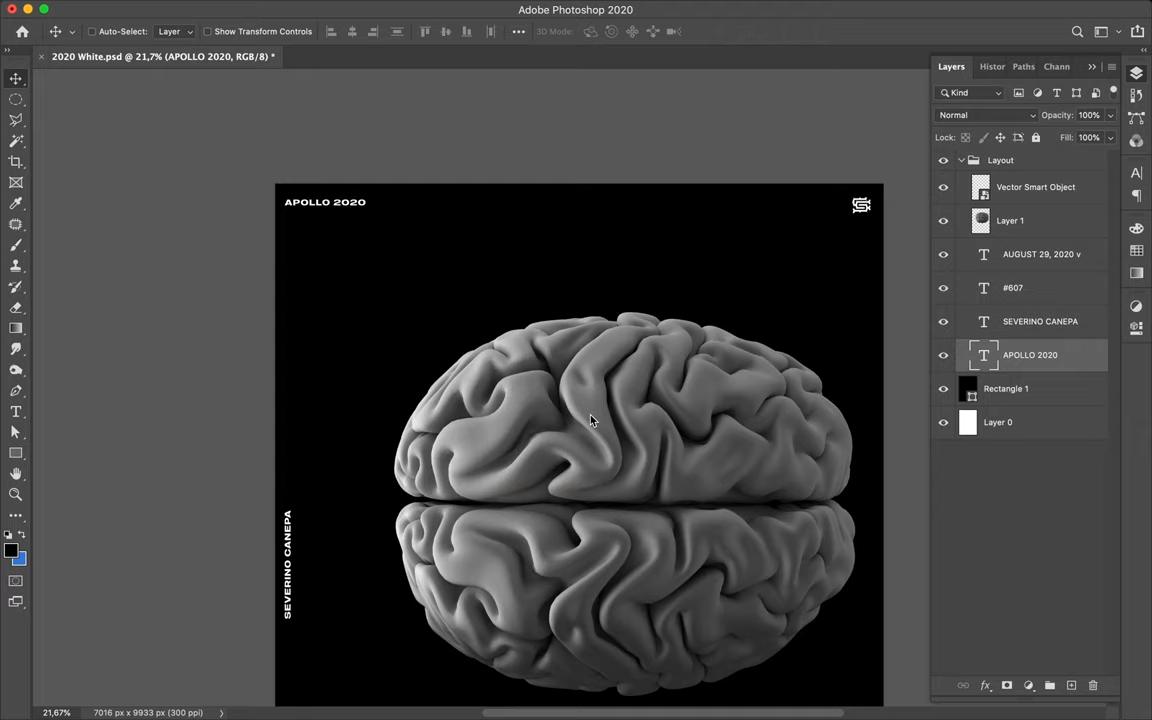 Adobe Photoshop 2020
Auto-Select: Layer Show Transform Controls 3D Mode:
2020 White.psd @ 21,7% (APOLLO 2020, RGB/8) *
Layers Histor Paths Chann
Kind
Normal Opacity: 100%
Lock: Fill: 100%
Layout
Vector Smart Object
Layer 1
AUGUST 29, 2020 v
#607
SEVERINO CANEPA
APOLLO 2020
Rectangle 1
Layer 0
APOLLO 2020
SEVERINO CANEPA
21,67% 7016 px x 9933 px (300 ppi)